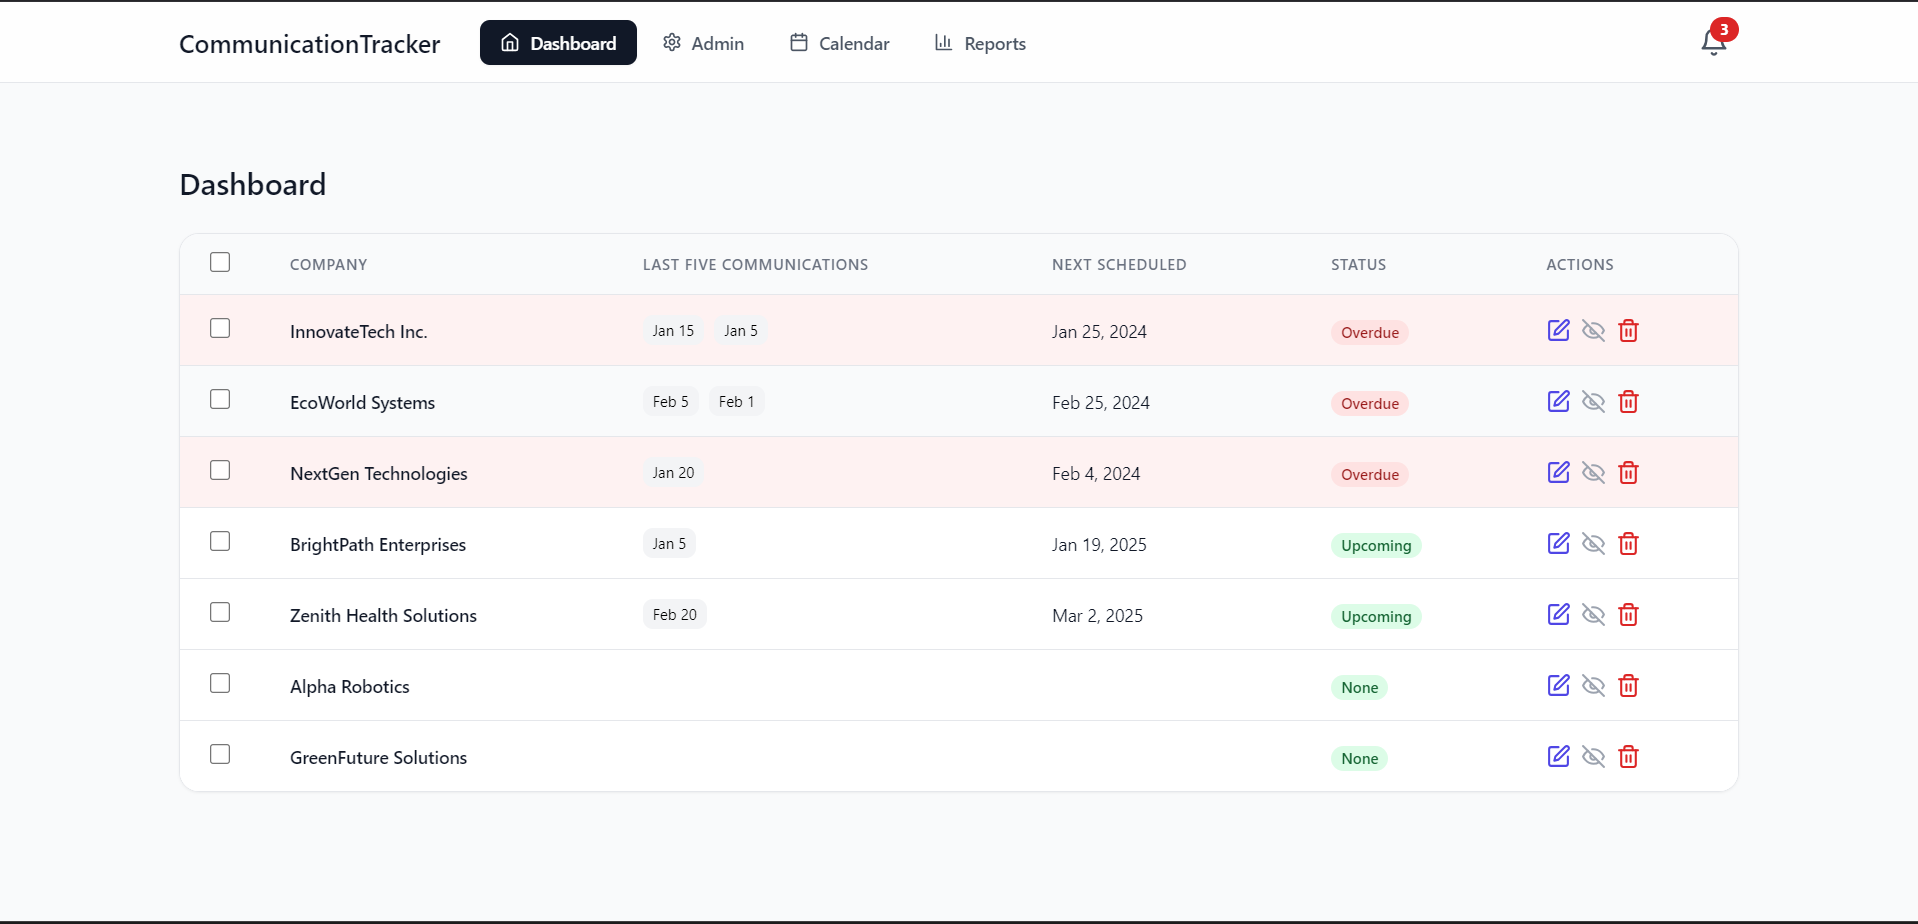 CommunicationTracker Dashboard Admin Calendar Reports 3
Dashboard
COMPANY LAST FIVE COMMUNICATIONS NEXT SCHEDULED STATUS ACTIONS
InnovateTech Inc. Jan 15 Jan 5 Jan 25, 2024 Overdue
EcoWorld Systems Feb 5 Feb 1 Feb 25, 2024 Overdue
NextGen Technologies Jan 20 Feb 4, 2024 Overdue
BrightPath Enterprises Jan 5 Jan 19, 2025 Upcoming
Zenith Health Solutions Feb 20 Mar 2, 2025 Upcoming
Alpha Robotics None
GreenFuture Solutions None